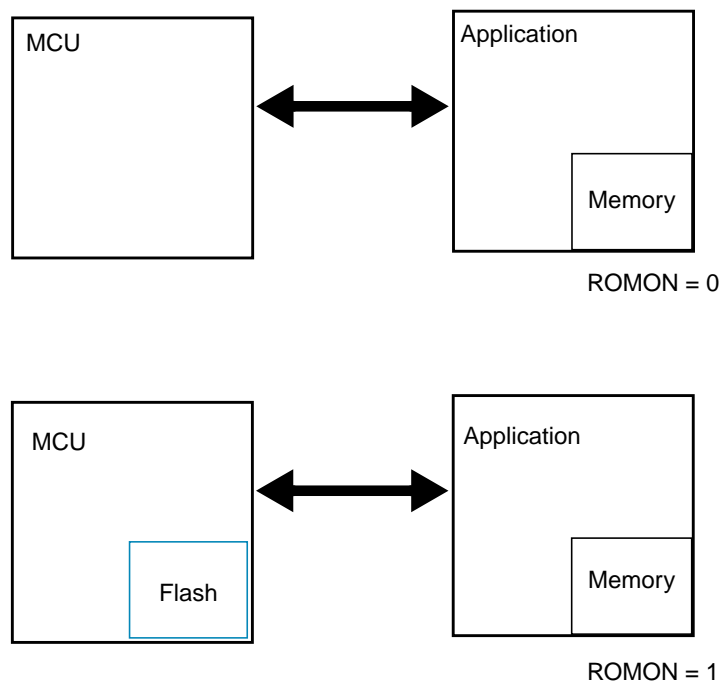 MCU
Application
Memory
ROMON = 0
MCU
Application
Flash
Memory
ROMON = 1